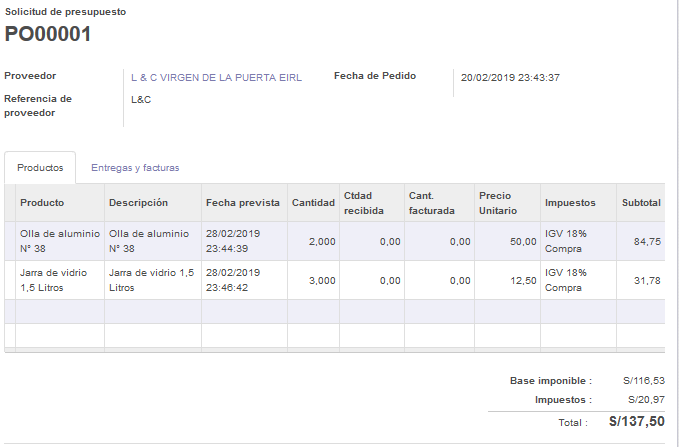 Solicitud de presupuesto
PO00001
Proveedor L & C VIRGEN DE LA PUERTA EIRL Fecha de Pedido 20/02/2019 23:43:37
Referencia de proveedor L&C
Productos Entregas y facturas
Producto Descripción Fecha prevista Cantidad Ctdad recibida Cant. facturada Precio Unitario Impuestos Subtotal
Olla de aluminio N° 38 Olla de aluminio N° 38 28/02/2019 23:44:39 2,000 0,00 0,00 50,00 IGV 18% Compra 84,75
Jarra de vidrio 1,5 Litros Jarra de vidrio 1,5 Litros 28/02/2019 23:46:42 3,000 0,00 0,00 12,50 IGV 18% Compra 31,78
Base imponible : S/116,53
Impuestos : S/20,97
Total : S/137,50